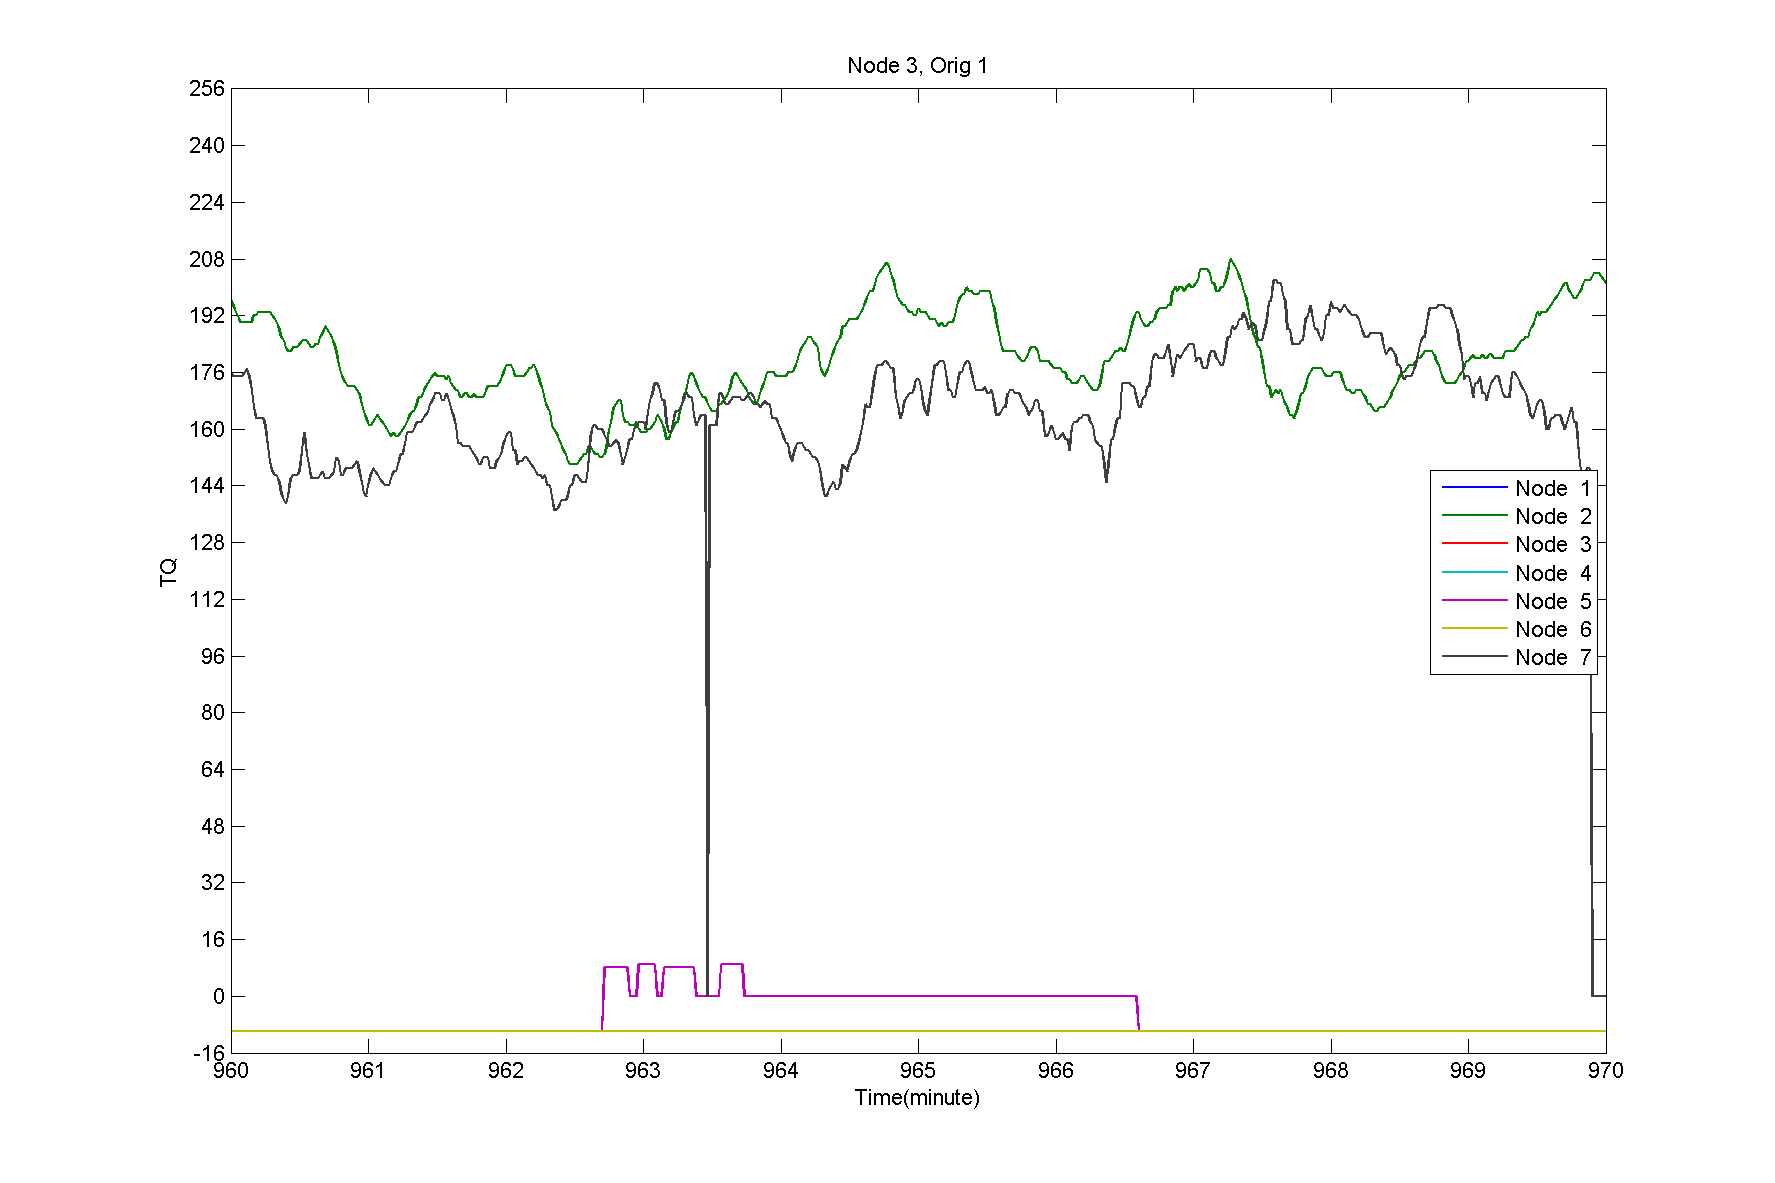 Node 3, Orig 1
256
240
224
208
192
176
160
144
128
112
96
80
64
48
32
16
0
-16
TQ
Node 1
Node 2
Node 3
Node 4
Node 5
Node 6
Node 7
960 961 962 963 964 965 966 967 968 969 970
Time(minute)